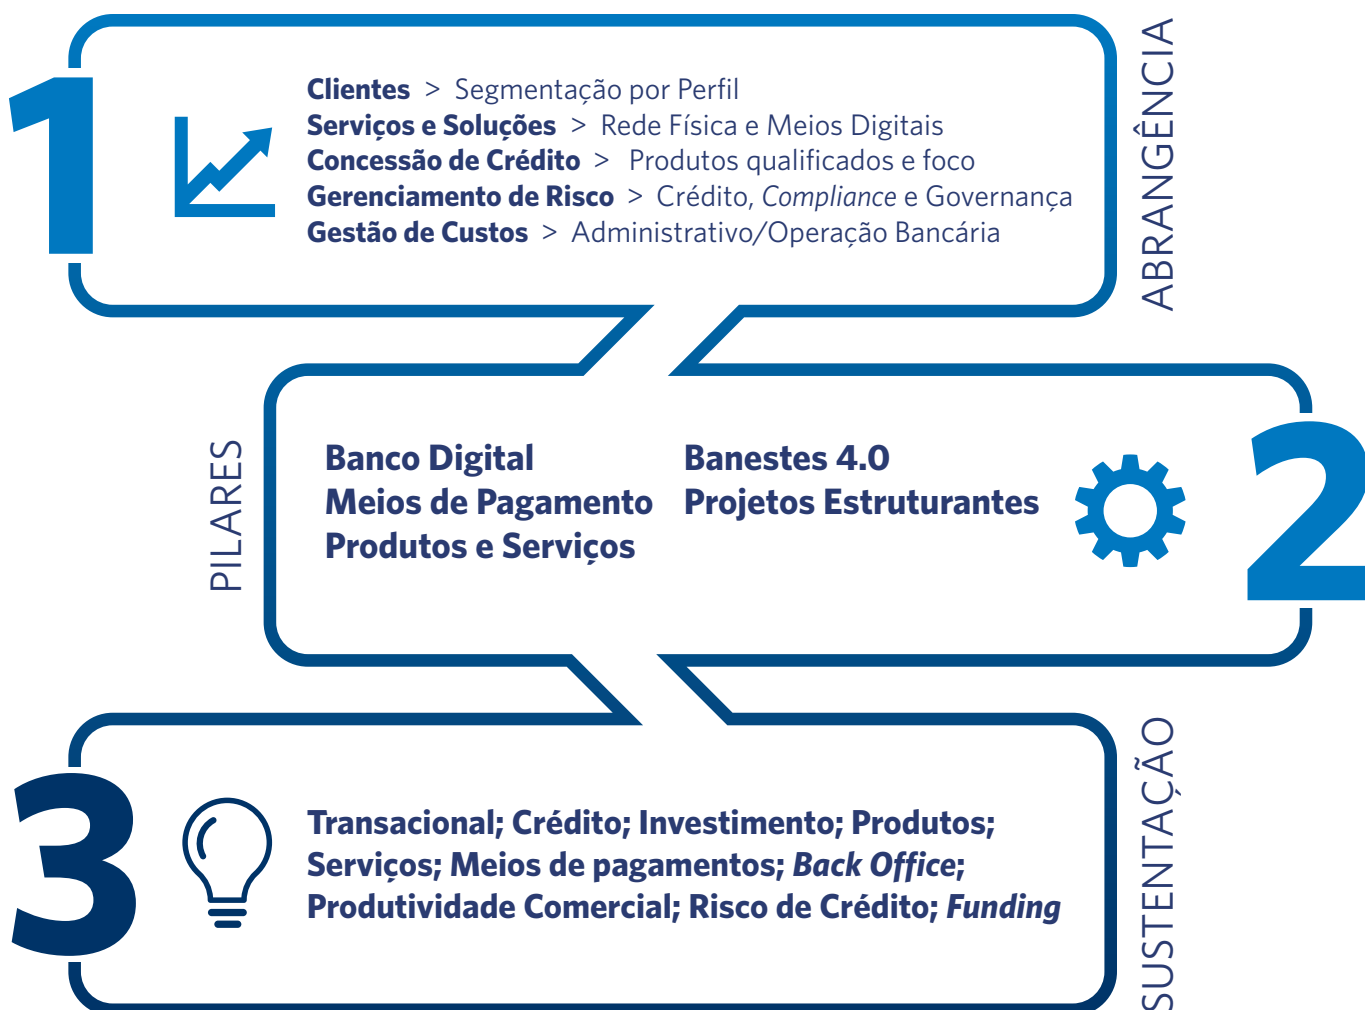 1
Clientes > Segmentação por Perfil
Serviços e Soluções > Rede Física e Meios Digitais
Concessão de Crédito > Produtos qualificados e foco
Gerenciamento de Risco > Crédito, Compliance e Governança
Gestão de Custos > Administrativo/Operação Bancária
ABRANGÊNCIA
PILARES
Banco Digital
Meios de Pagamento
Produtos e Serviços
Banestes 4.0
Projetos Estruturantes
2
3
Transacional; Crédito; Investimento; Produtos;
Serviços; Meios de pagamentos; Back Office;
Produtividade Comercial; Risco de Crédito; Funding
SUSTENTAÇÃO